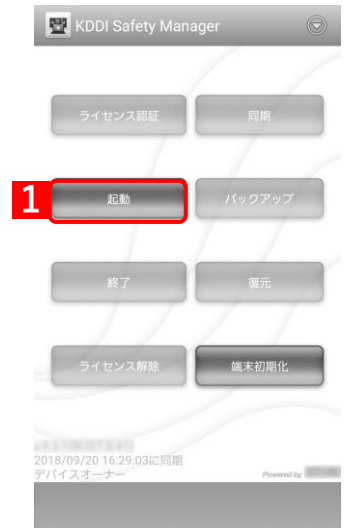 KDDI Safety Manager
ライセンス認証 同期
1 起動 バックアップ
終了 復元
ライセンス解除 端末初期化
2018/09/20 16:29:03に同期
デバイスオーナー Powered by